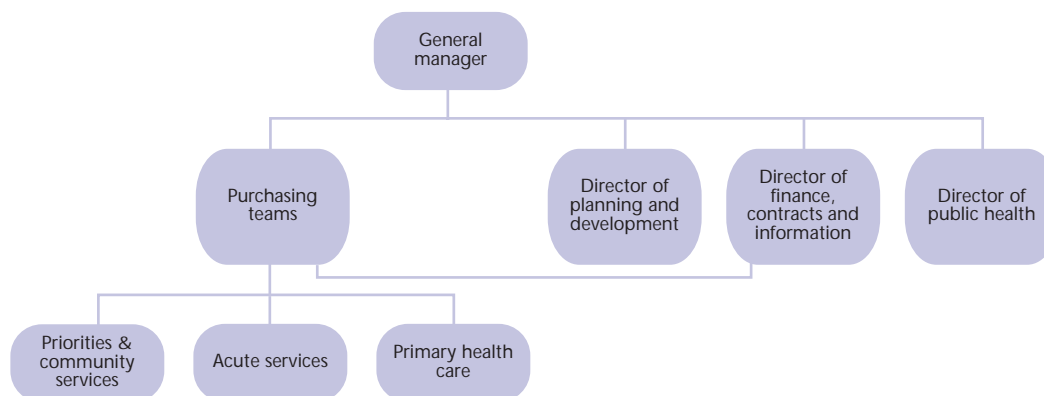 General
manager
Purchasing
teams
Director of
planning and
development
Director of
finance,
contracts and
information
Director of
public health
Priorities &
community
services
Acute services
Primary health
care